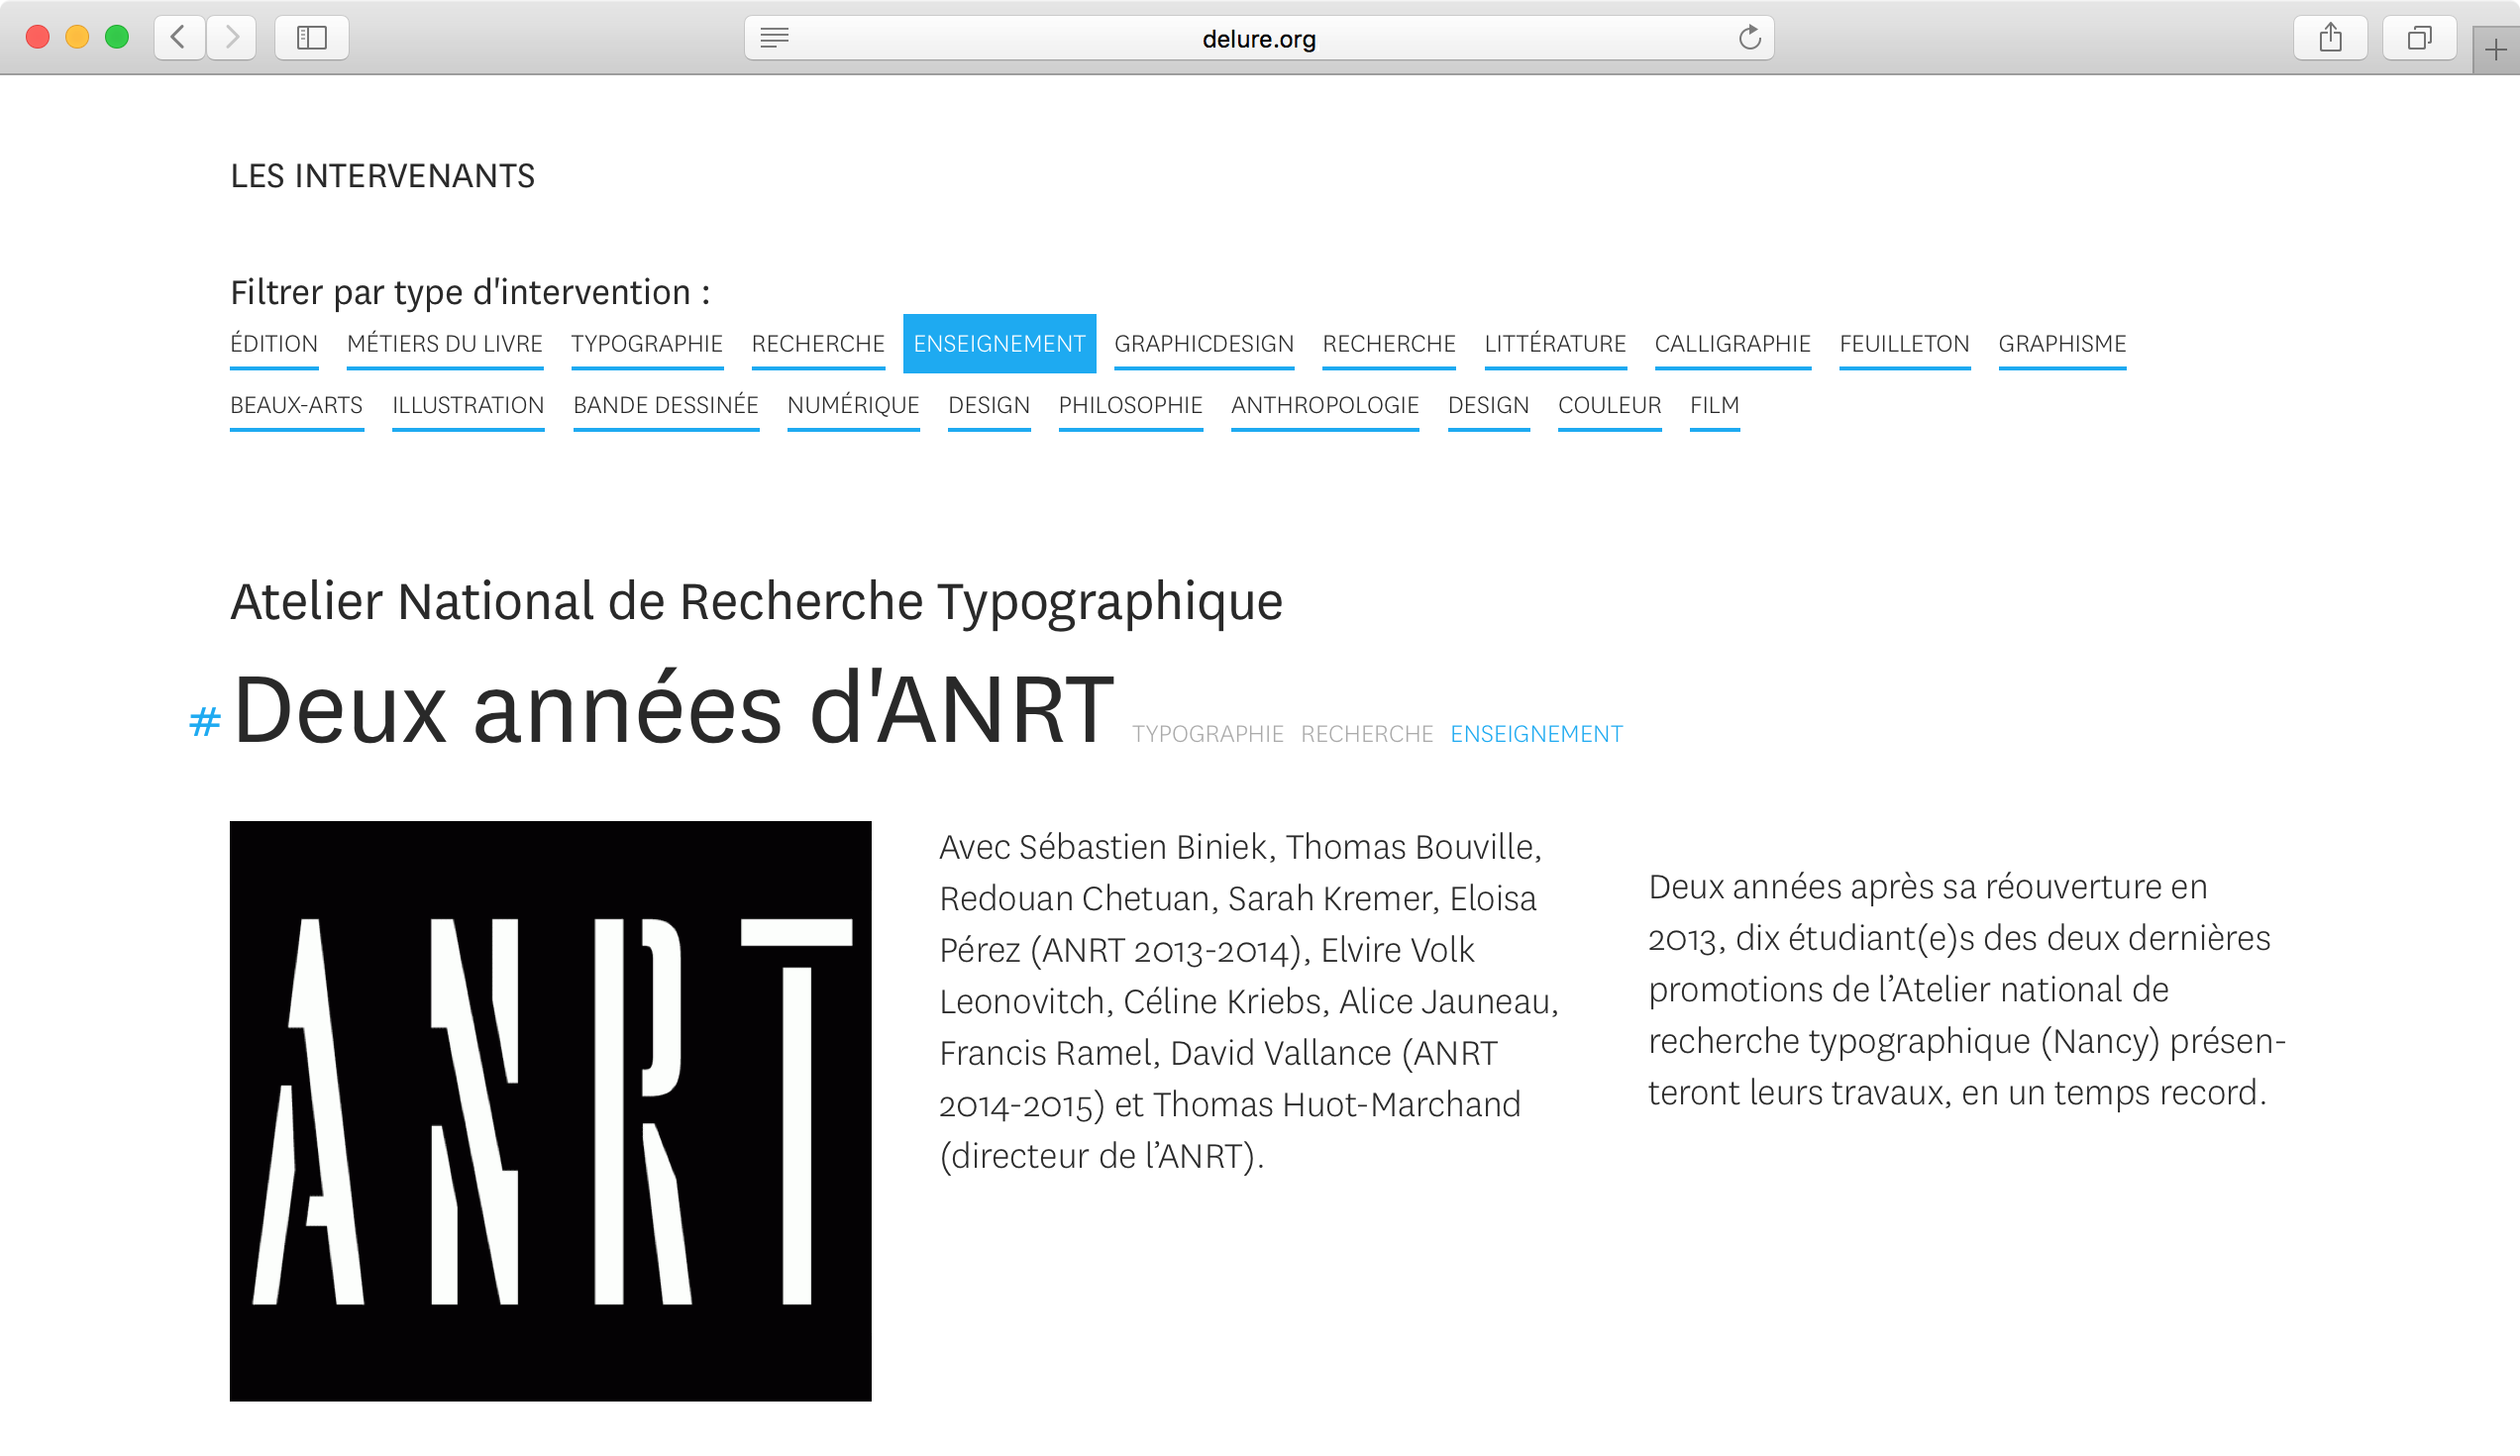 delure.org
LES INTERVENANTS
Filtrer par type d'intervention :
ÉDITION MÉTIERS DU LIVRE TYPOGRAPHIE RECHERCHE ENSEIGNEMENT GRAPHICDESIGN RECHERCHE LITTÉRATURE CALLIGRAPHIE FEUILLETON GRAPHISME
BEAUX-ARTS ILLUSTRATION BANDE DESSINÉE NUMÉRIQUE DESIGN PHILOSOPHIE ANTHROPOLOGIE DESIGN COULEUR FILM
Atelier National de Recherche Typographique
# Deux années d'ANRT TYPOGRAPHIE RECHERCHE ENSEIGNEMENT
ANRT
Avec Sébastien Biniek, Thomas Bouville,
Redouan Chetuan, Sarah Kremer, Eloisa
Pérez (ANRT 2013-2014), Elvire Volk
Leonovitch, Céline Kriebs, Alice Jauneau,
Francis Ramel, David Vallance (ANRT
2014-2015) et Thomas Huot-Marchand
(directeur de l’ANRT).
Deux années après sa réouverture en
2013, dix étudiant(e)s des deux dernières
promotions de l’Atelier national de
recherche typographique (Nancy) présen-
teront leurs travaux, en un temps record.